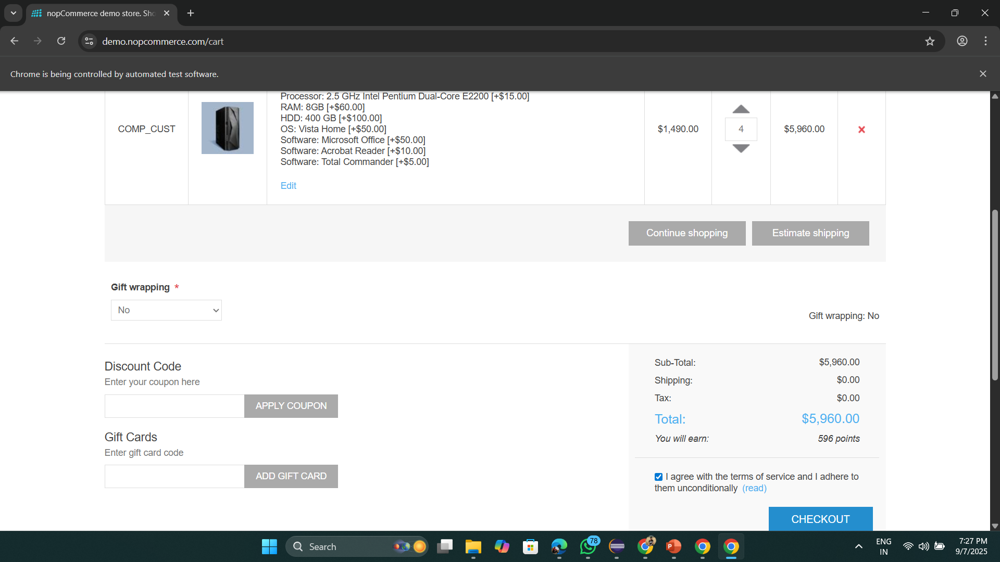 nopCommerce demo store. Sho
demo.nopcommerce.com/cart
Chrome is being controlled by automated test software.
Processor: 2.5 GHz Intel Pentium Dual-Core E2200 [+$15.00]
RAM: 8GB [+$60.00]
HDD: 400 GB [+$100.00]
COMP_CUST
OS: Vista Home [+$50.00]
$1,490.00
4
$5,960.00
Software: Microsoft Office [+$50.00]
Software: Acrobat Reader [+$10.00]
Software: Total Commander [+$5.00]
Edit
Continue shopping
Estimate shipping
Gift wrapping *
No
Gift wrapping: No
Discount Code
Enter your coupon here
APPLY COUPON
Gift Cards
Enter gift card code
ADD GIFT CARD
Sub-Total: $5,960.00
Shipping: $0.00
Tax: $0.00
Total: $5,960.00
You will earn: 596 points
I agree with the terms of service and I adhere to
them unconditionally (read)
CHECKOUT
Search
78
P
ENG
IN
7:27 PM
9/7/2025